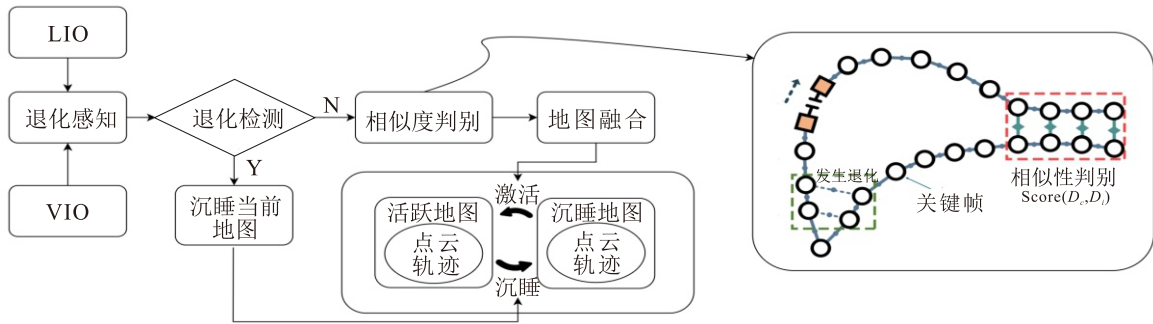 LIO
退化感知
VIO
退化检测
N
Y
相似度判别
地图融合
沉睡当前
地图
激活
活跃地图
点云
轨迹
沉睡地图
点云
轨迹
沉睡
发生退化
关键帧
相似性判别
Score(D_c,D_i)